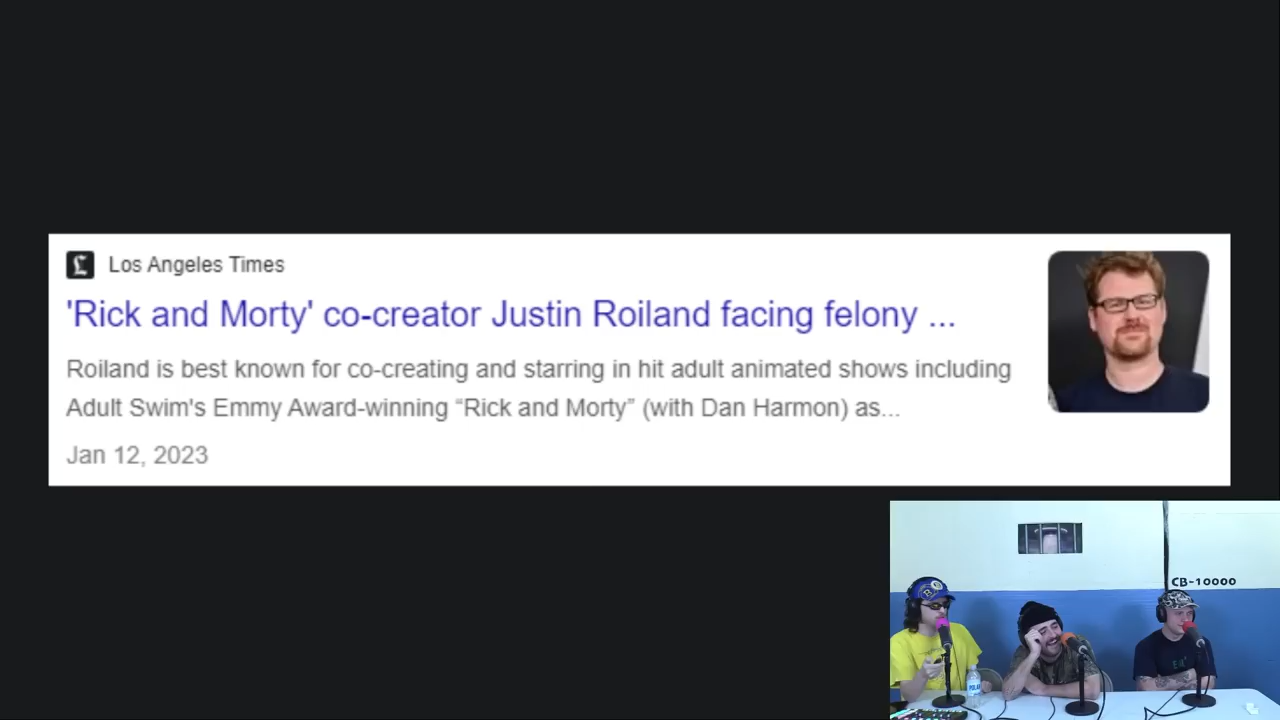 Los Angeles Times
'Rick and Morty' co-creator Justin Roiland facing felony ...
Roiland is best known for co-creating and starring in hit adult animated shows including
Adult Swim's Emmy Award-winning “Rick and Morty” (with Dan Harmon) as...
Jan 12, 2023
CB-10000
POLAR